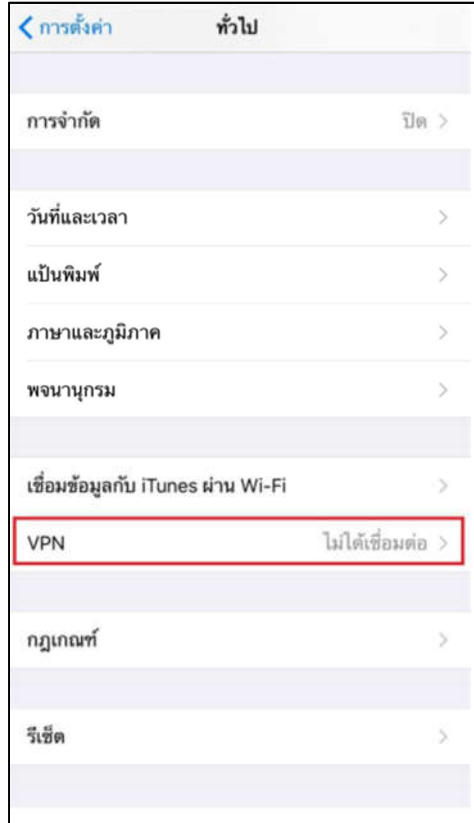 การตั้งค่า ทั่วไป
การจำกัด ปิด
วันที่และเวลา
แป้นพิมพ์
ภาษาและภูมิภาค
พจนานุกรม
เชื่อมข้อมูลกับ iTunes ผ่าน Wi-Fi
VPN ไม่ได้เชื่อมต่อ
กฎเกณฑ์
รีเซ็ต